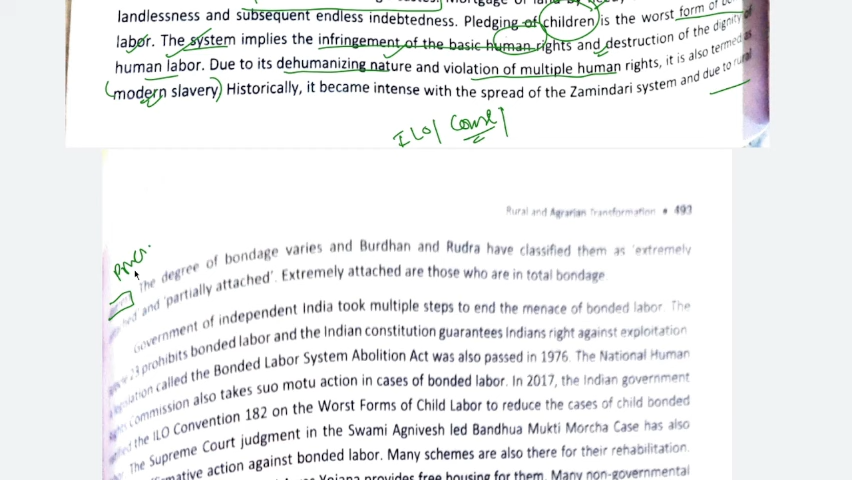 landlessness and subsequent endless indebtedness. Pledging of children is the worst form of
labor. The system implies the infringement of the basic human rights and destruction of the dignity of
human labor. Due to its dehumanizing nature and violation of multiple human rights, it is also termed as
(modern slavery) Historically, it became intense with the spread of the Zamindari system and due to rural
ILO/
Rural and Agrarian Transformation • 493
The degree of bondage varies and Burdhan and Rudra have classified them as 'extremely
and 'partially attached'. Extremely attached are those who are in total bondage
Government of independent India took multiple steps to end the menace of bonded labor. The
23 prohibits bonded labor and the Indian constitution guarantees Indians right against exploitation
called the Bonded Labor System Abolition Act was also passed in 1976. The National Human
Commission also takes suo motu action in cases of bonded labor. In 2017, the Indian government
the ILO Convention 182 on the Worst Forms of Child Labor to reduce the cases of child bonded
The Supreme Court judgment in the Swami Agnivesh led Bandhua Mukti Morcha Case has also
action against bonded labor. Many schemes are also there for their rehabilitation.
Yojana provides free housing for them. Many non-governmental